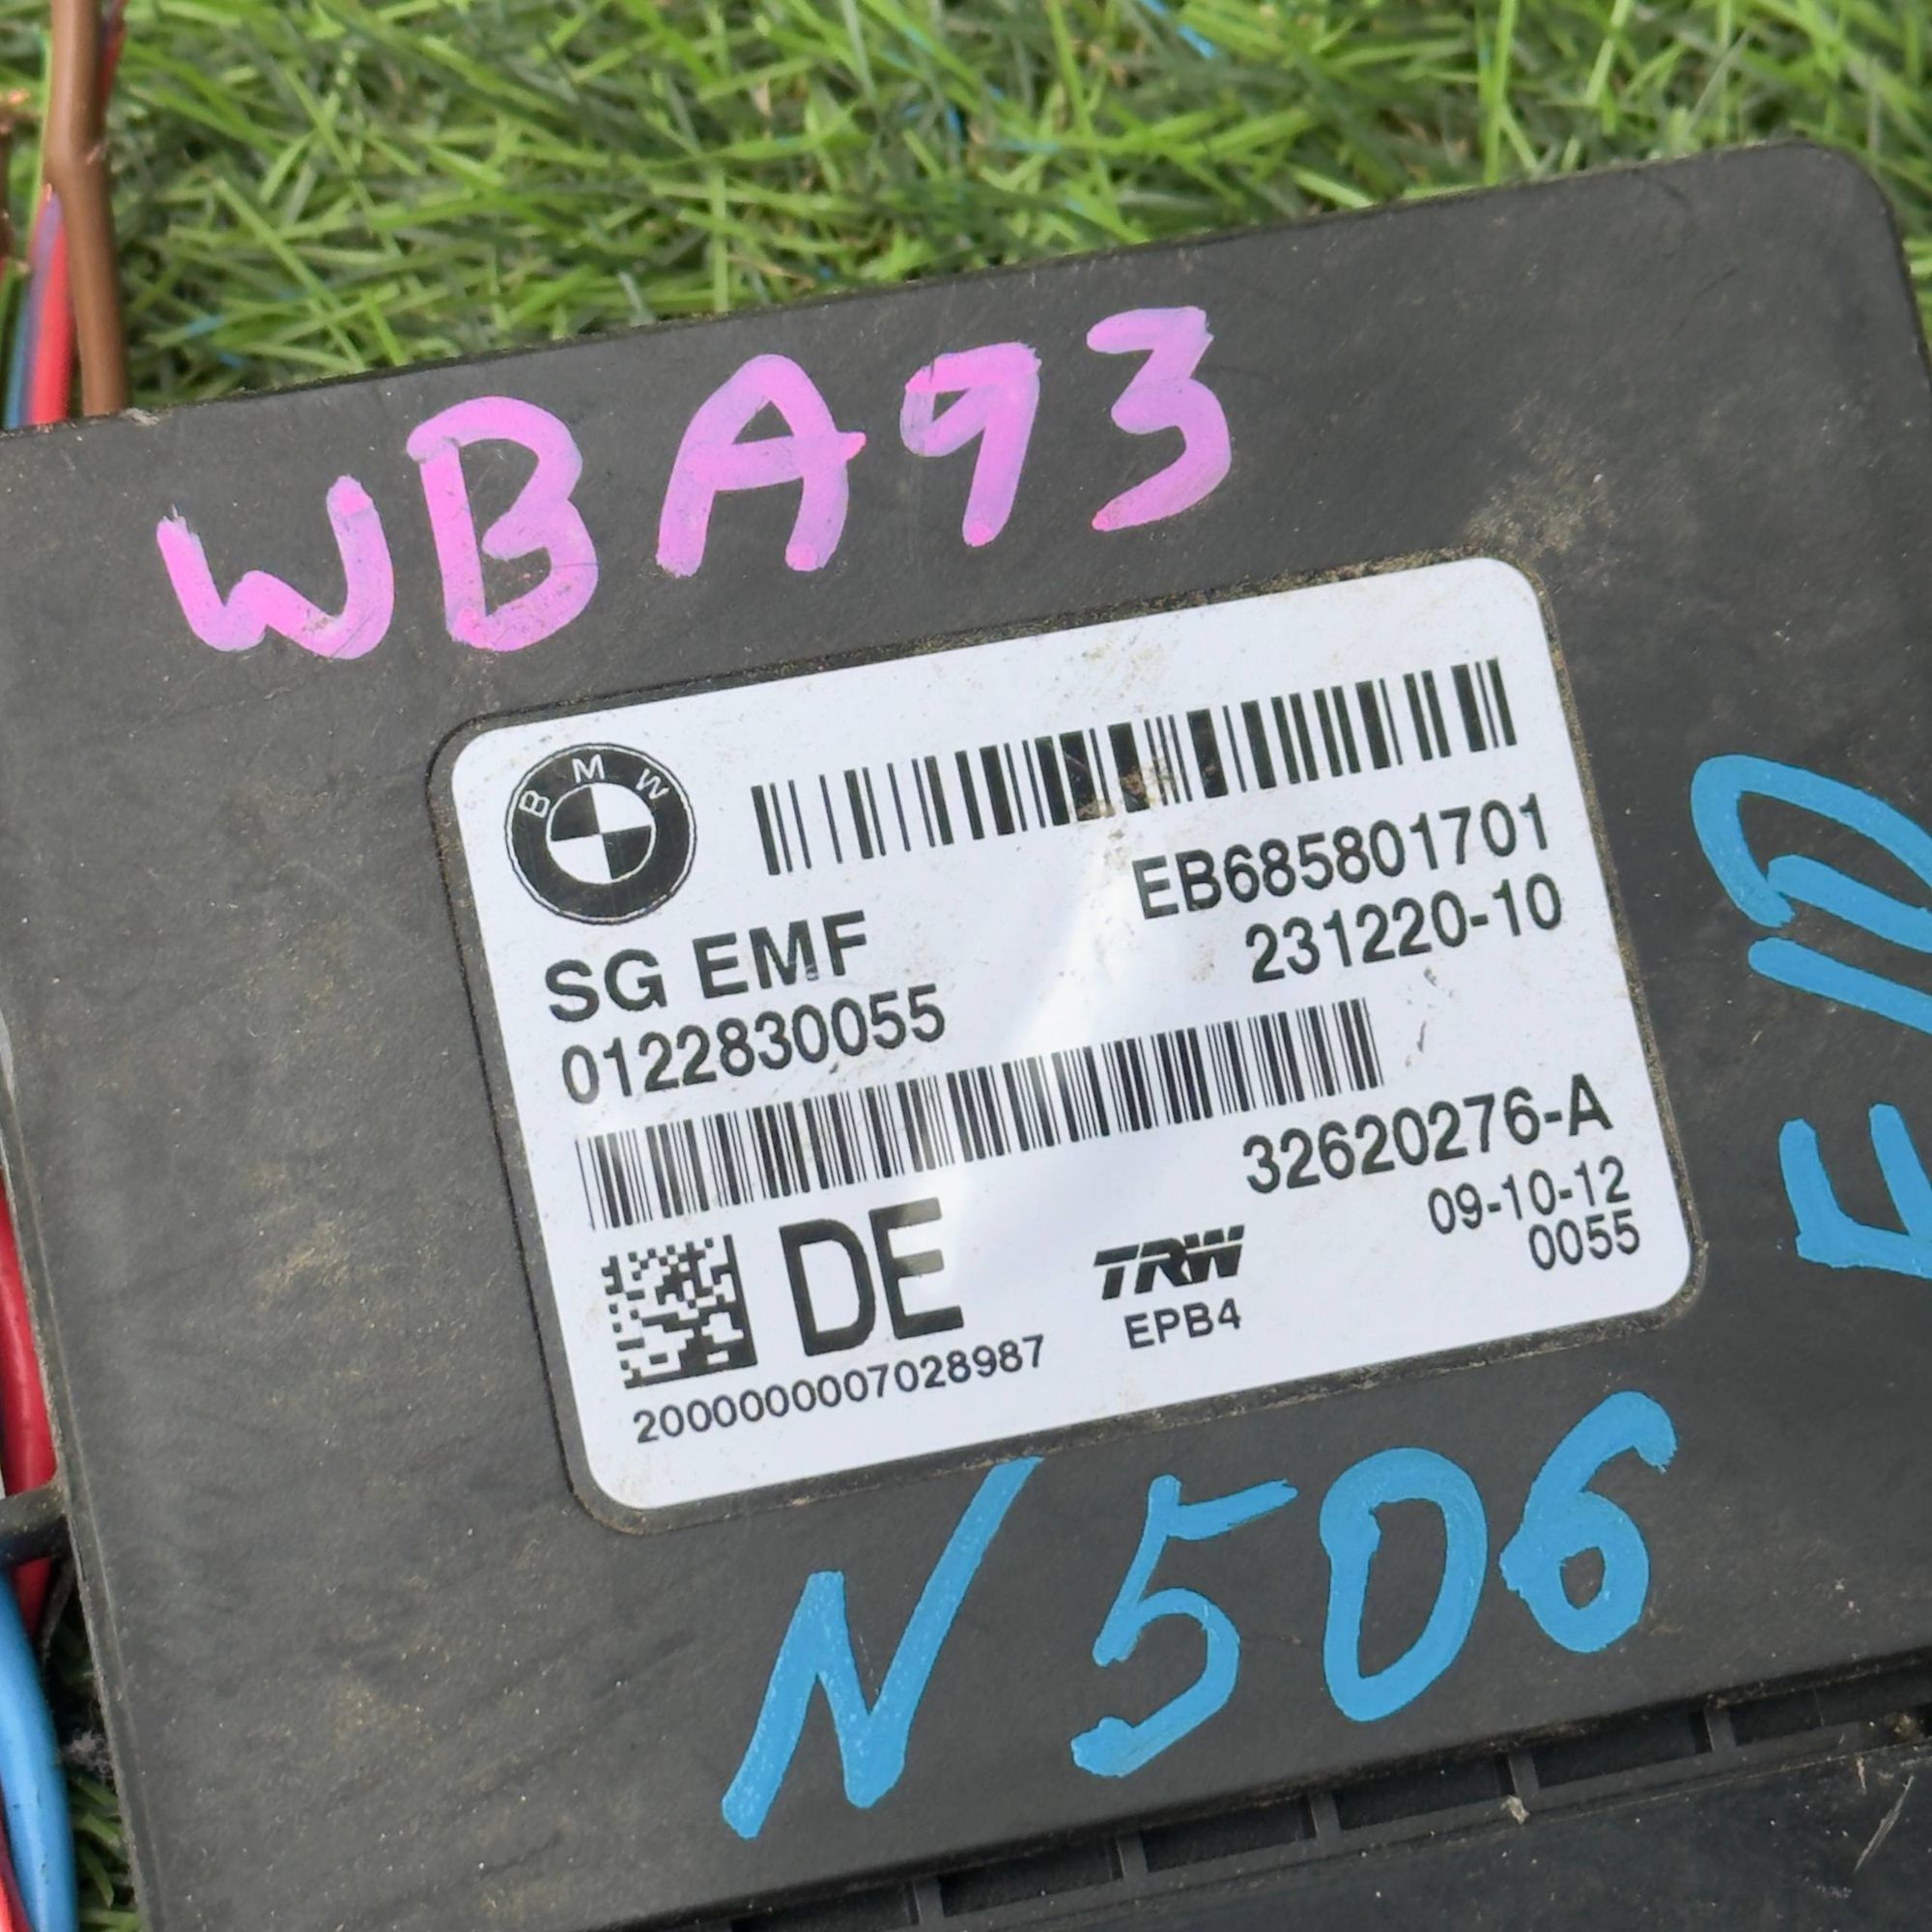 WBA93
BMW
EB685801701
231220-10
SG EMF
0122830055
32620276-A
09-10-12
0055
DE
TRW
EPB4
2000000007028987
N506